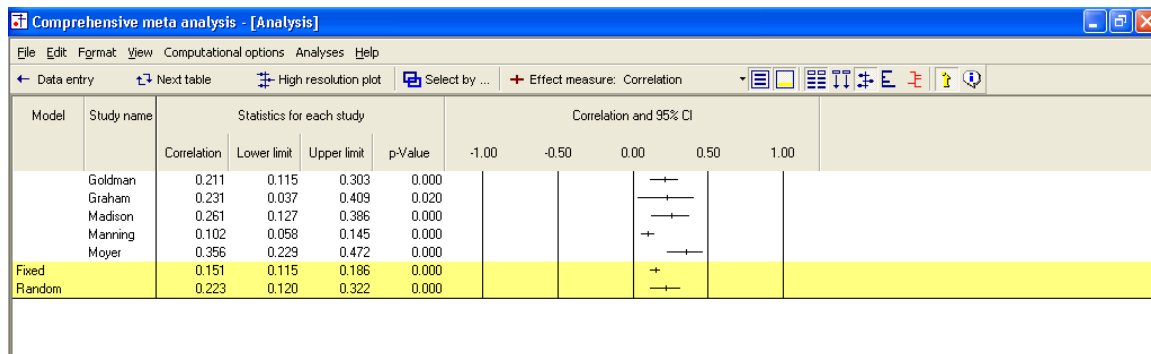 Comprehensive meta analysis - [Analysis]
File Edit Format View Computational options Analyses Help
← Data entry Next table High resolution plot Select by ... Effect measure: Correlation
Model Study name Statistics for each study Correlation and 95% CI
Correlation Lower limit Upper limit p-Value -1.00 -0.50 0.00 0.50 1.00
Goldman 0.211 0.115 0.303 0.000
Graham 0.231 0.037 0.409 0.020
Madison 0.261 0.127 0.386 0.000
Manning 0.102 0.058 0.145 0.000
Moyer 0.356 0.229 0.472 0.000
Fixed 0.151 0.115 0.186 0.000
Random 0.223 0.120 0.322 0.000